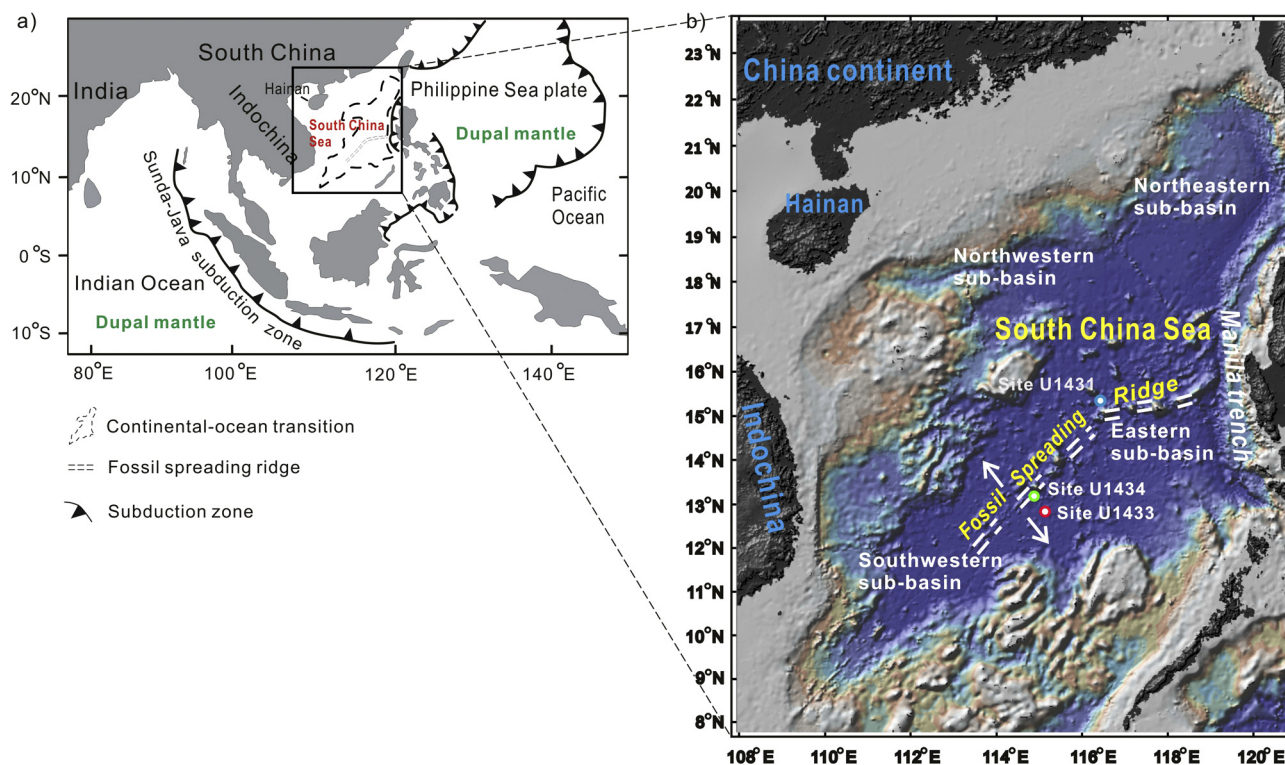 a)
South China
India
Hainan
Indochina
South China
Sea
Philippine Sea plate
Dupal mantle
Pacific
Ocean
Sunda-Java subduction zone
Indian Ocean
Dupal mantle
20°N
10°N
0°S
10°S
80°E
100°E
120°E
140°E
Continental-ocean transition
Fossil spreading ridge
Subduction zone
b)
China continent
Hainan
Northeastern
sub-basin
Northwestern
sub-basin
South China Sea
Manila trench
Site U1431
Fossil Spreading Ridge
Eastern
sub-basin
Indochina
Site U1434
Site U1433
Southwestern
sub-basin
23°N
22°N
21°N
20°N
19°N
18°N
17°N
16°N
15°N
14°N
13°N
12°N
11°N
10°N
9°N
8°N
108°E
110°E
112°E
114°E
116°E
118°E
120°E